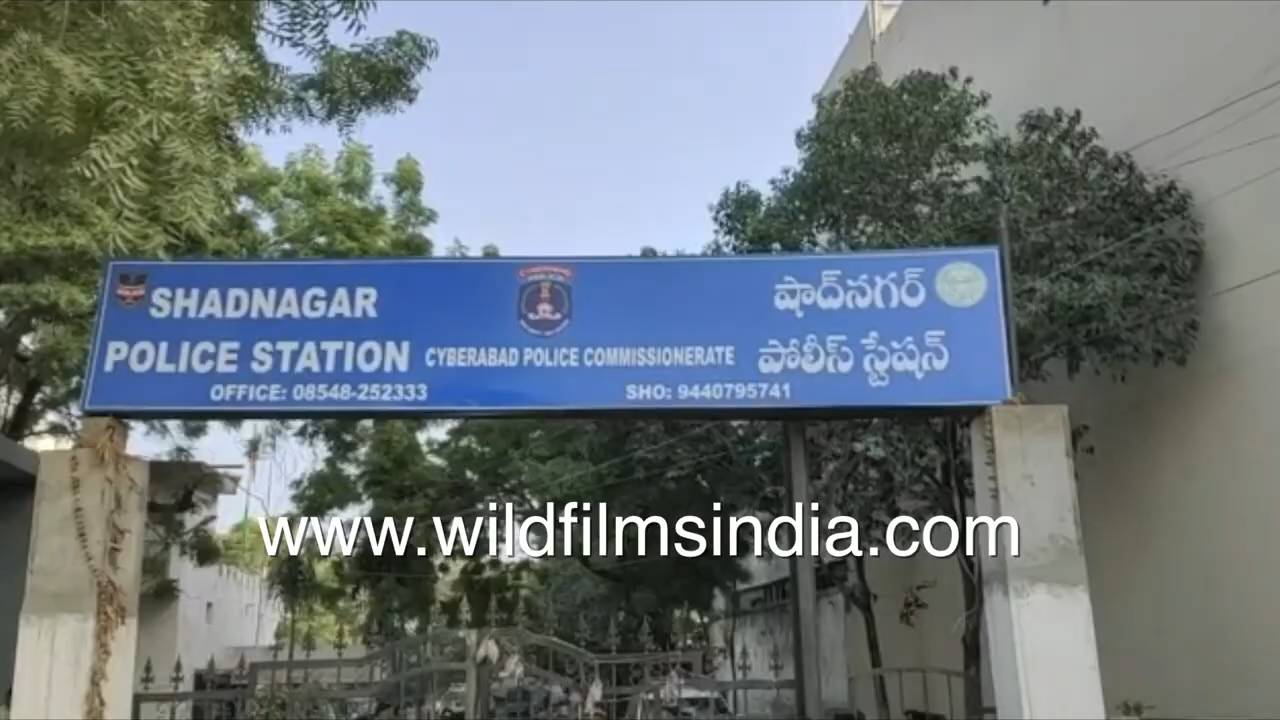 SHADNAGAR
POLICE STATION
CYBERABAD POLICE COMMISSIONERATE
OFFICE: 08548-252333
SHO: 9440795741
షాద్‌నగర్
పోలీస్ స్టేషన్
www.wildfilmsindia.com